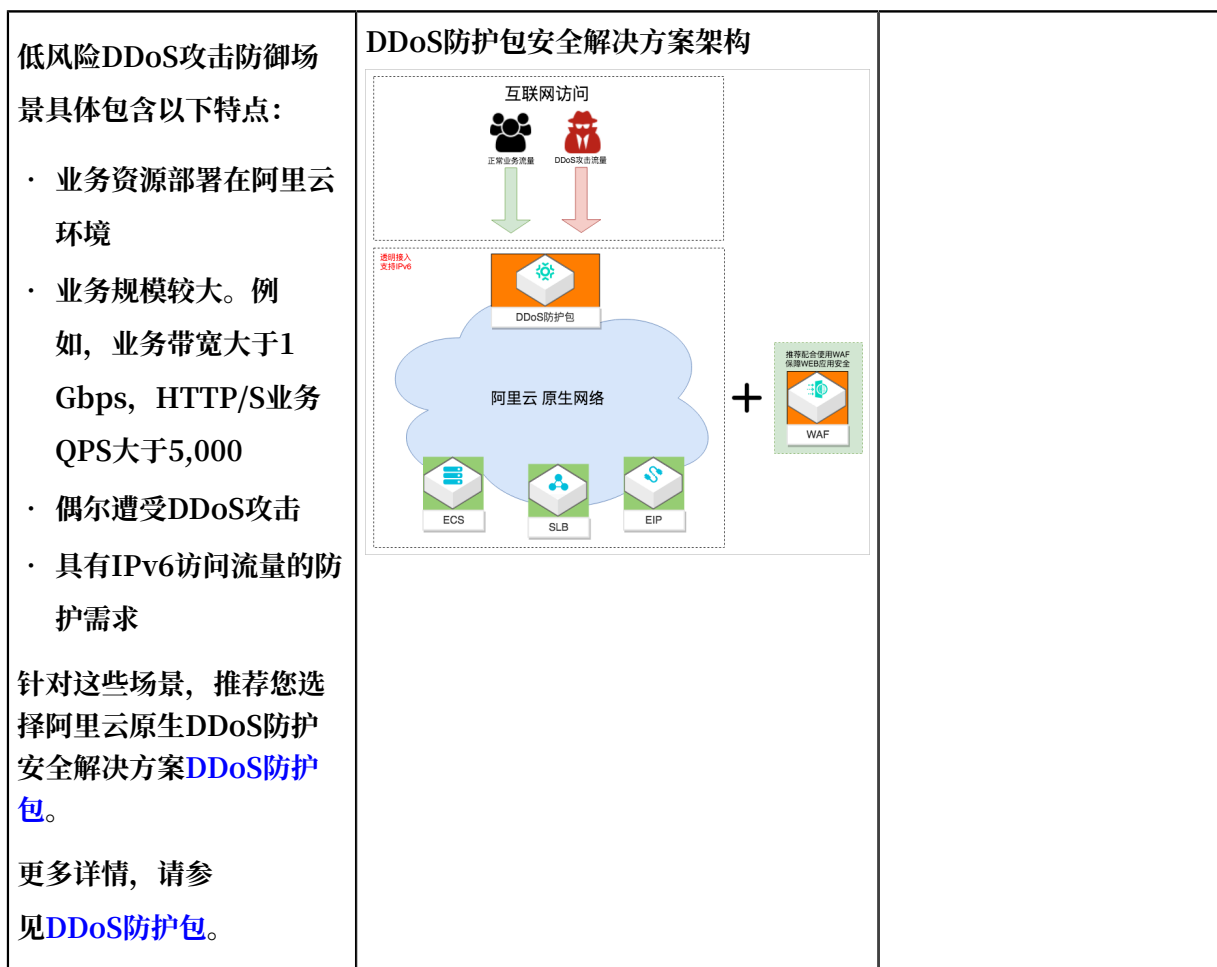 低风险DDoS攻击防御场
景具体包含以下特点：
· 业务资源部署在阿里云
环境
· 业务规模较大。例
如，业务带宽大于1
Gbps，HTTP/S业务
QPS大于5,000
· 偶尔遭受DDoS攻击
· 具有IPv6访问流量的防
护需求
针对这些场景，推荐您选
择阿里云原生DDoS防护
安全解决方案DDoS防护
包。
更多详情，请参
见DDoS防护包。
DDoS防护包安全解决方案架构
互联网访问
正常业务流量
DDoS攻击流量
透明接入
支持IPv6
DDoS防护包
阿里云 原生网络
ECS
SLB
EIP
+
推荐配合使用WAF
保障WEB应用安全
WAF